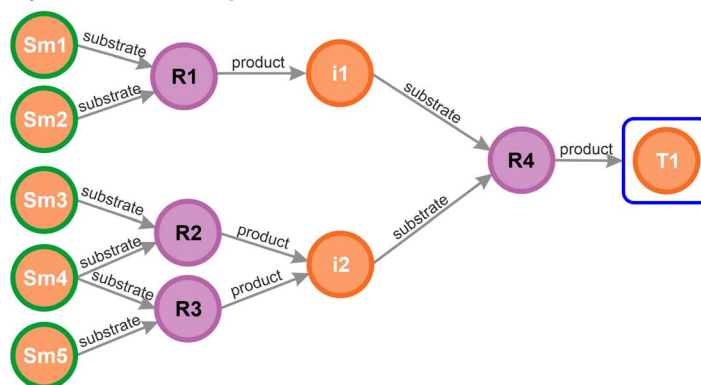 Sm1
substrate
Sm2
substrate
R1
product
i1
substrate
R4
product
T1
Sm3
substrate
Sm4
substrate
substrate
Sm5
substrate
R2
product
R3
product
i2
substrate